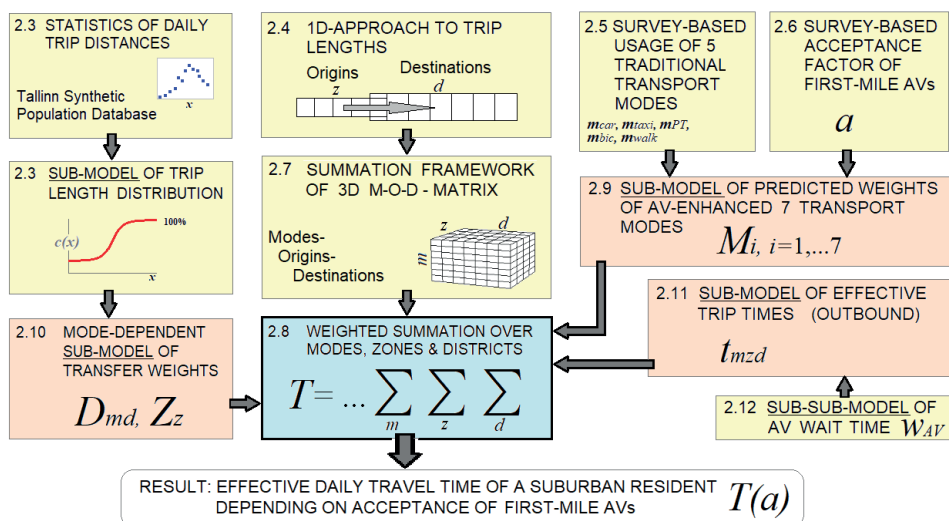 2.3 STATISTICS OF DAILY
TRIP DISTANCES
x
Tallinn Synthetic
Population Database
2.4 1D-APPROACH TO TRIP
LENGTHS
Origins Destinations
z d
2.5 SURVEY-BASED
USAGE OF 5
TRADITIONAL
TRANSPORT
MODES
mcar, mtaxi, mPT,
mbic, mwalk
2.6 SURVEY-BASED
ACCEPTANCE
FACTOR OF
FIRST-MILE AVs
a
2.3 SUB-MODEL OF TRIP
LENGTH DISTRIBUTION
100%
c(x)
x
2.7 SUMMATION FRAMEWORK
OF 3D M-O-D - MATRIX
z d
m
Modes-
Origins-
Destinations
2.9 SUB-MODEL OF PREDICTED WEIGHTS
OF AV-ENHANCED 7 TRANSPORT
MODES
Mi, i=1,...7
2.10 MODE-DEPENDENT
SUB-MODEL OF
TRANSFER WEIGHTS
Dmd, Zz
2.8 WEIGHTED SUMMATION OVER
MODES, ZONES & DISTRICTS
T= ... ∑ ∑ ∑
m z d
2.11 SUB-MODEL OF EFFECTIVE
TRIP TIMES (OUTBOUND)
tmzd
2.12 SUB-SUB-MODEL OF
AV WAIT TIME wAV
RESULT: EFFECTIVE DAILY TRAVEL TIME OF A SUBURBAN RESIDENT
DEPENDING ON ACCEPTANCE OF FIRST-MILE AVs
T(a)